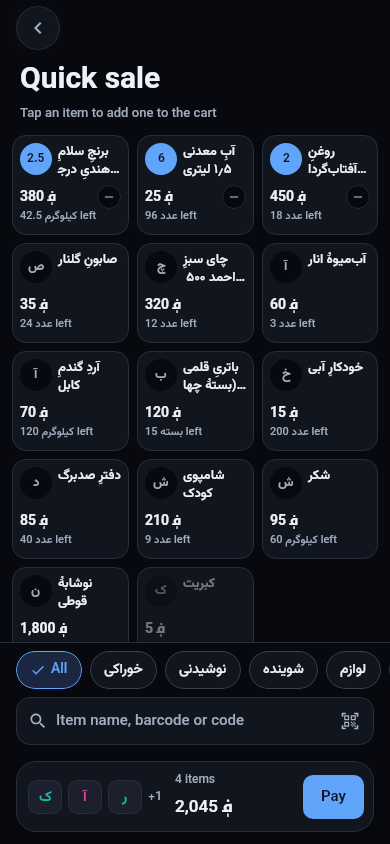 Quick sale
Tap an item to add one to the cart
2.5
برنجِ سلامِ
هندیِ درجـ…
380 ؋
42.5 کیلوگرم left
6
آبِ معدنی
۱٫۵ لیتری
25 ؋
96 عدد left
2
روغنِ
آفتاب‌گردا…
450 ؋
18 عدد left
ص
صابونِ گلنار
35 ؋
24 عدد left
چ
چای سبزِ
احمد ۵۰۰…
320 ؋
12 عدد left
آ
آب‌میوهٔ انار
60 ؋
3 عدد left
آ
آردِ گندمِ
کابل
70 ؋
120 کیلوگرم left
ب
باتریِ قلمی
(بستهٔ چها…
120 ؋
15 بسته left
خ
خودکارِ آبی
15 ؋
200 عدد left
د
دفترِ صدبرگ
85 ؋
40 عدد left
ش
شامپوی
کودک
210 ؋
9 عدد left
ش
شکر
95 ؋
60 کیلوگرم left
ن
نوشابهٔ
قوطی
1,800 ؋
ک
کبریت
5 ؋
All
خوراکی
نوشیدنی
شوینده
لوازم
Item name, barcode or code
ک
آ
ر
+1
4 items
2,045 ؋
Pay